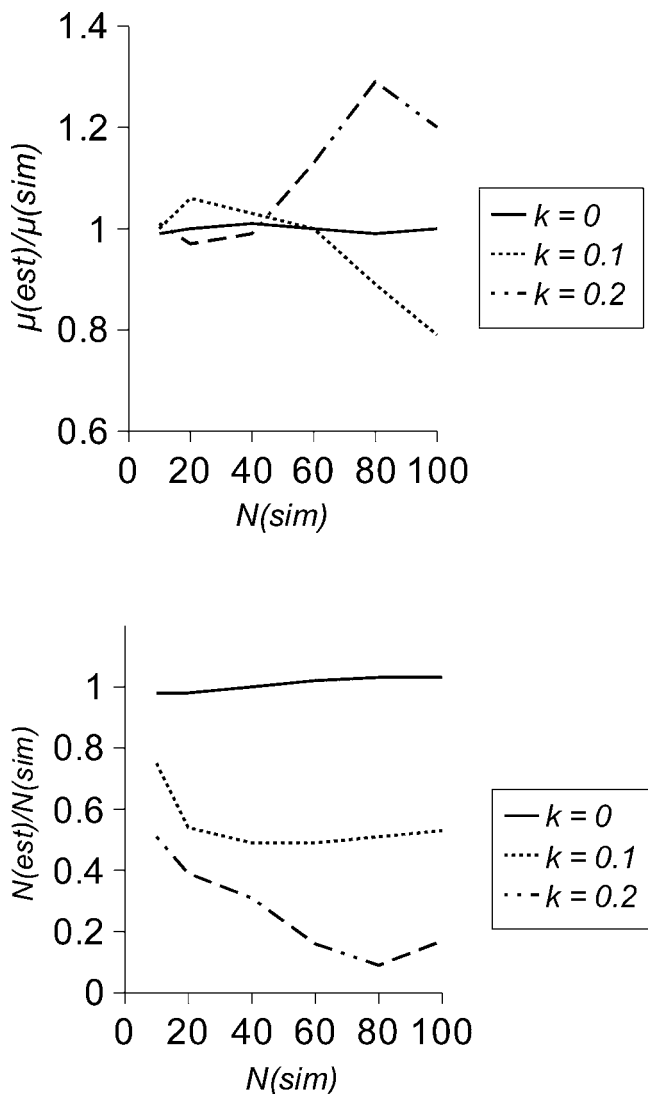 1.4
1.2
1
0.8
0.6
μ(est)/μ(sim)
0 20 40 60 80 100
N(sim)
k = 0
k = 0.1
k = 0.2
1
0.8
0.6
0.4
0.2
0
N(est)/N(sim)
0 20 40 60 80 100
N(sim)
k = 0
k = 0.1
k = 0.2